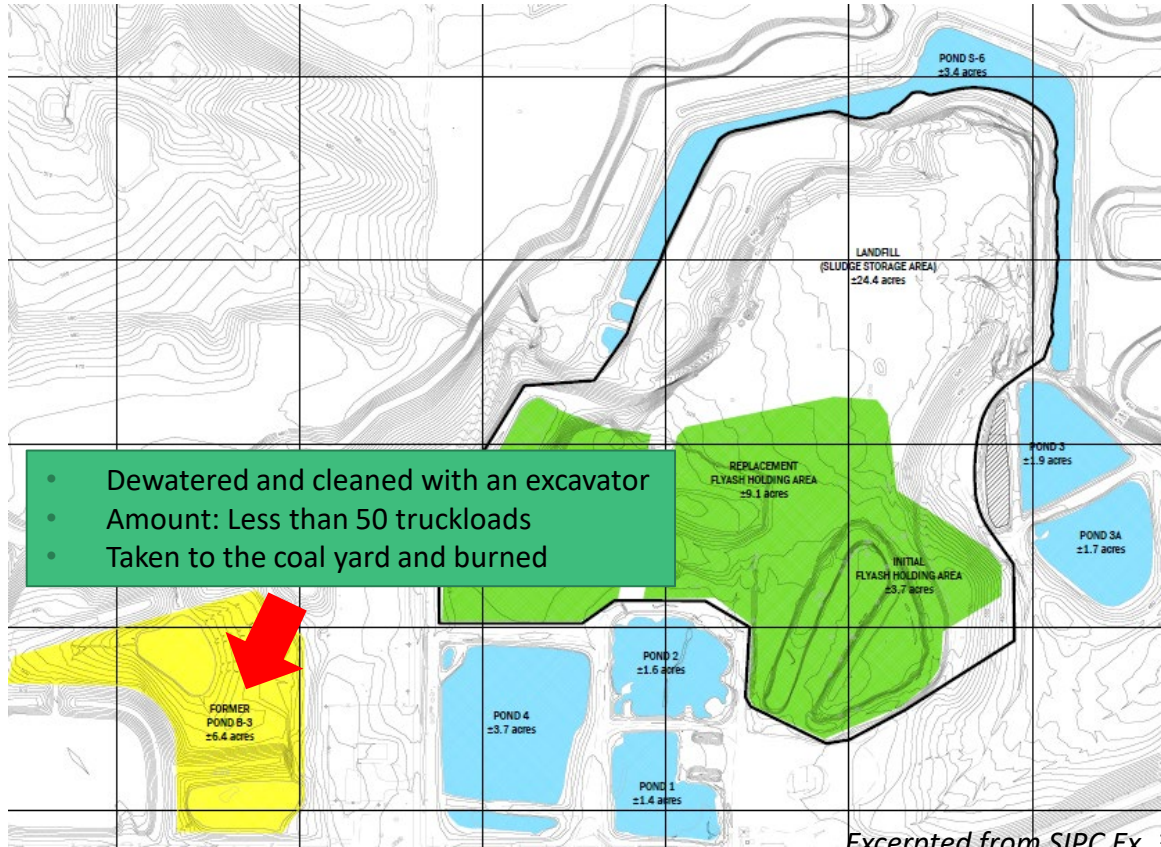 POND S-6
±3.4 acres
LANDFILL
(SLUDGE STORAGE AREA)
±24.4 acres
• Dewatered and cleaned with an excavator
• Amount: Less than 50 truckloads
• Taken to the coal yard and burned
REPLACEMENT
FLYASH HOLDING AREA
±9.1 acres
POND 3
±1.9 acres
POND 3A
±1.7 acres
INITIAL
FLYASH HOLDING AREA
±3.7 acres
FORMER
POND B-3
±6.4 acres
POND 4
±3.7 acres
POND 2
±1.6 acres
POND 1
±1.4 acres
Excerpted from SIPC Ex.